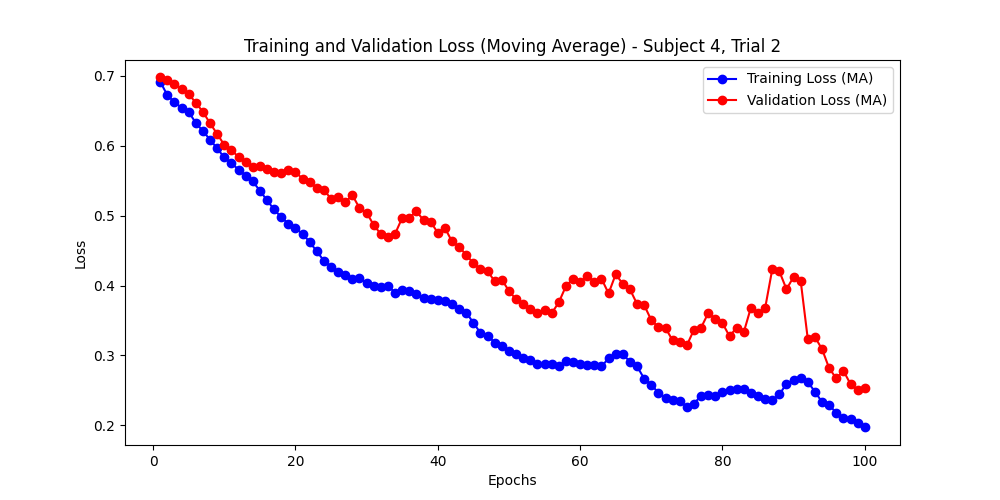 Training and Validation Loss (Moving Average) - Subject 4, Trial 2
Training Loss (MA)
Validation Loss (MA)
0.7
0.6
0.5
0.4
0.3
0.2
Loss
0
20
40
60
80
100
Epochs